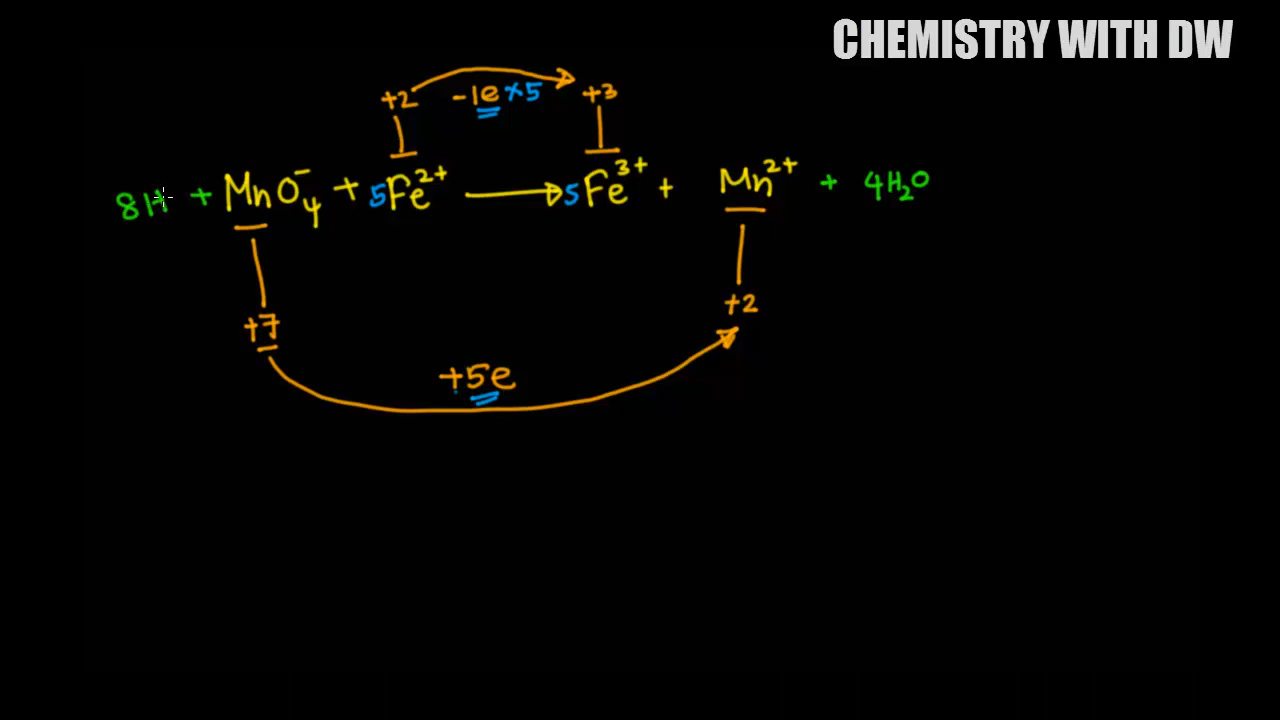 CHEMISTRY WITH DW
+2 -1e ×5 +3
8H + MnO₄⁻ + 5Fe²⁺ → 5Fe³⁺ + Mn²⁺ + 4H₂O
+7 +2
+5e